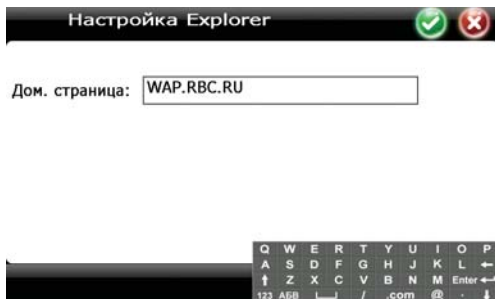 Настройка Explorer
Дом. страница: WAP.RBC.RU
Q W E R T Y U I O P
A S D F G H J K L ←
↑ Z X C V B N M Enter ↵
123 АБВ / .com @ . ↓